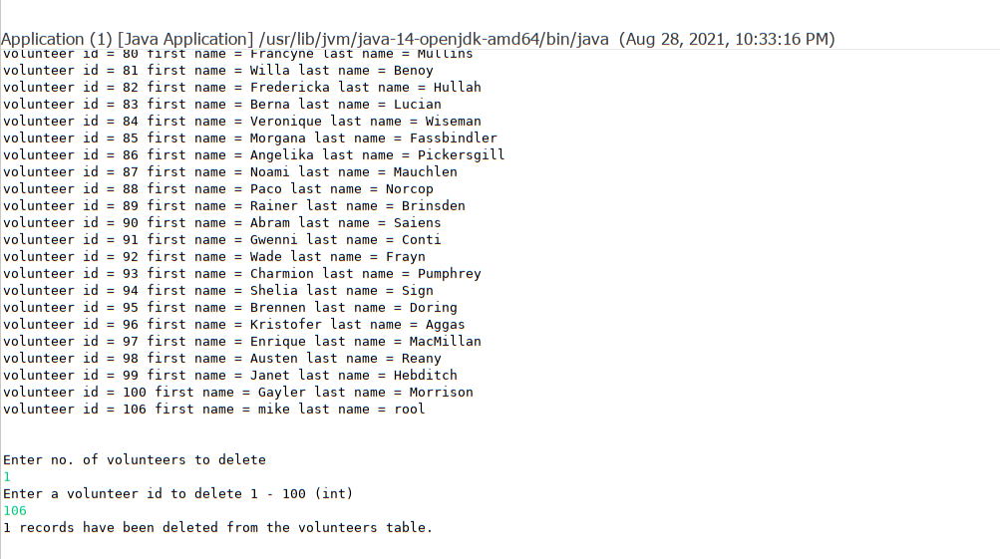 Application (1) [Java Application] /usr/lib/jvm/java-14-openjdk-amd64/bin/java (Aug 28, 2021, 10:33:16 PM)
volunteer id = 80 first name = Francyne last name = Mullins
volunteer id = 81 first name = Willa last name = Benoy
volunteer id = 82 first name = Fredericka last name = Hullah
volunteer id = 83 first name = Berna last name = Lucian
volunteer id = 84 first name = Veronique last name = Wiseman
volunteer id = 85 first name = Morgana last name = Fassbindler
volunteer id = 86 first name = Angelika last name = Pickersgill
volunteer id = 87 first name = Noami last name = Mauchlen
volunteer id = 88 first name = Paco last name = Norcop
volunteer id = 89 first name = Rainer last name = Brinsden
volunteer id = 90 first name = Abram last name = Saiens
volunteer id = 91 first name = Gwenni last name = Conti
volunteer id = 92 first name = Wade last name = Frayn
volunteer id = 93 first name = Charmion last name = Pumphrey
volunteer id = 94 first name = Shelia last name = Sign
volunteer id = 95 first name = Brennen last name = Doring
volunteer id = 96 first name = Kristofer last name = Aggas
volunteer id = 97 first name = Enrique last name = MacMillan
volunteer id = 98 first name = Austen last name = Reany
volunteer id = 99 first name = Janet last name = Hebditch
volunteer id = 100 first name = Gayler last name = Morrison
volunteer id = 106 first name = mike last name = rool
Enter no. of volunteers to delete
1
Enter a volunteer id to delete 1 - 100 (int)
106
1 records have been deleted from the volunteers table.